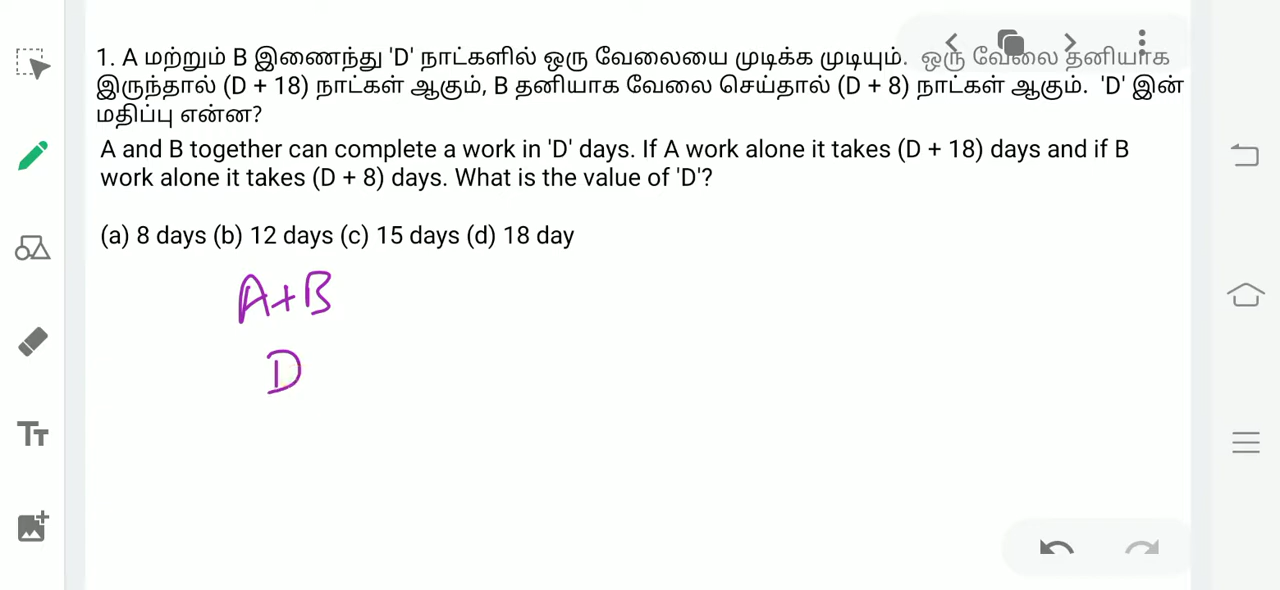 1. A மற்றும் B இணைந்து 'D' நாட்களில் ஒரு வேலையை முடிக்க முடியும். ஒரு வேலை தனியாக
இருந்தால் (D + 18) நாட்கள் ஆகும், B தனியாக வேலை செய்தால் (D + 8) நாட்கள் ஆகும். 'D' இன்
மதிப்பு என்ன?
A and B together can complete a work in 'D' days. If A work alone it takes (D + 18) days and if B
work alone it takes (D + 8) days. What is the value of 'D'?
(a) 8 days (b) 12 days (c) 15 days (d) 18 day
A+B
D
TT